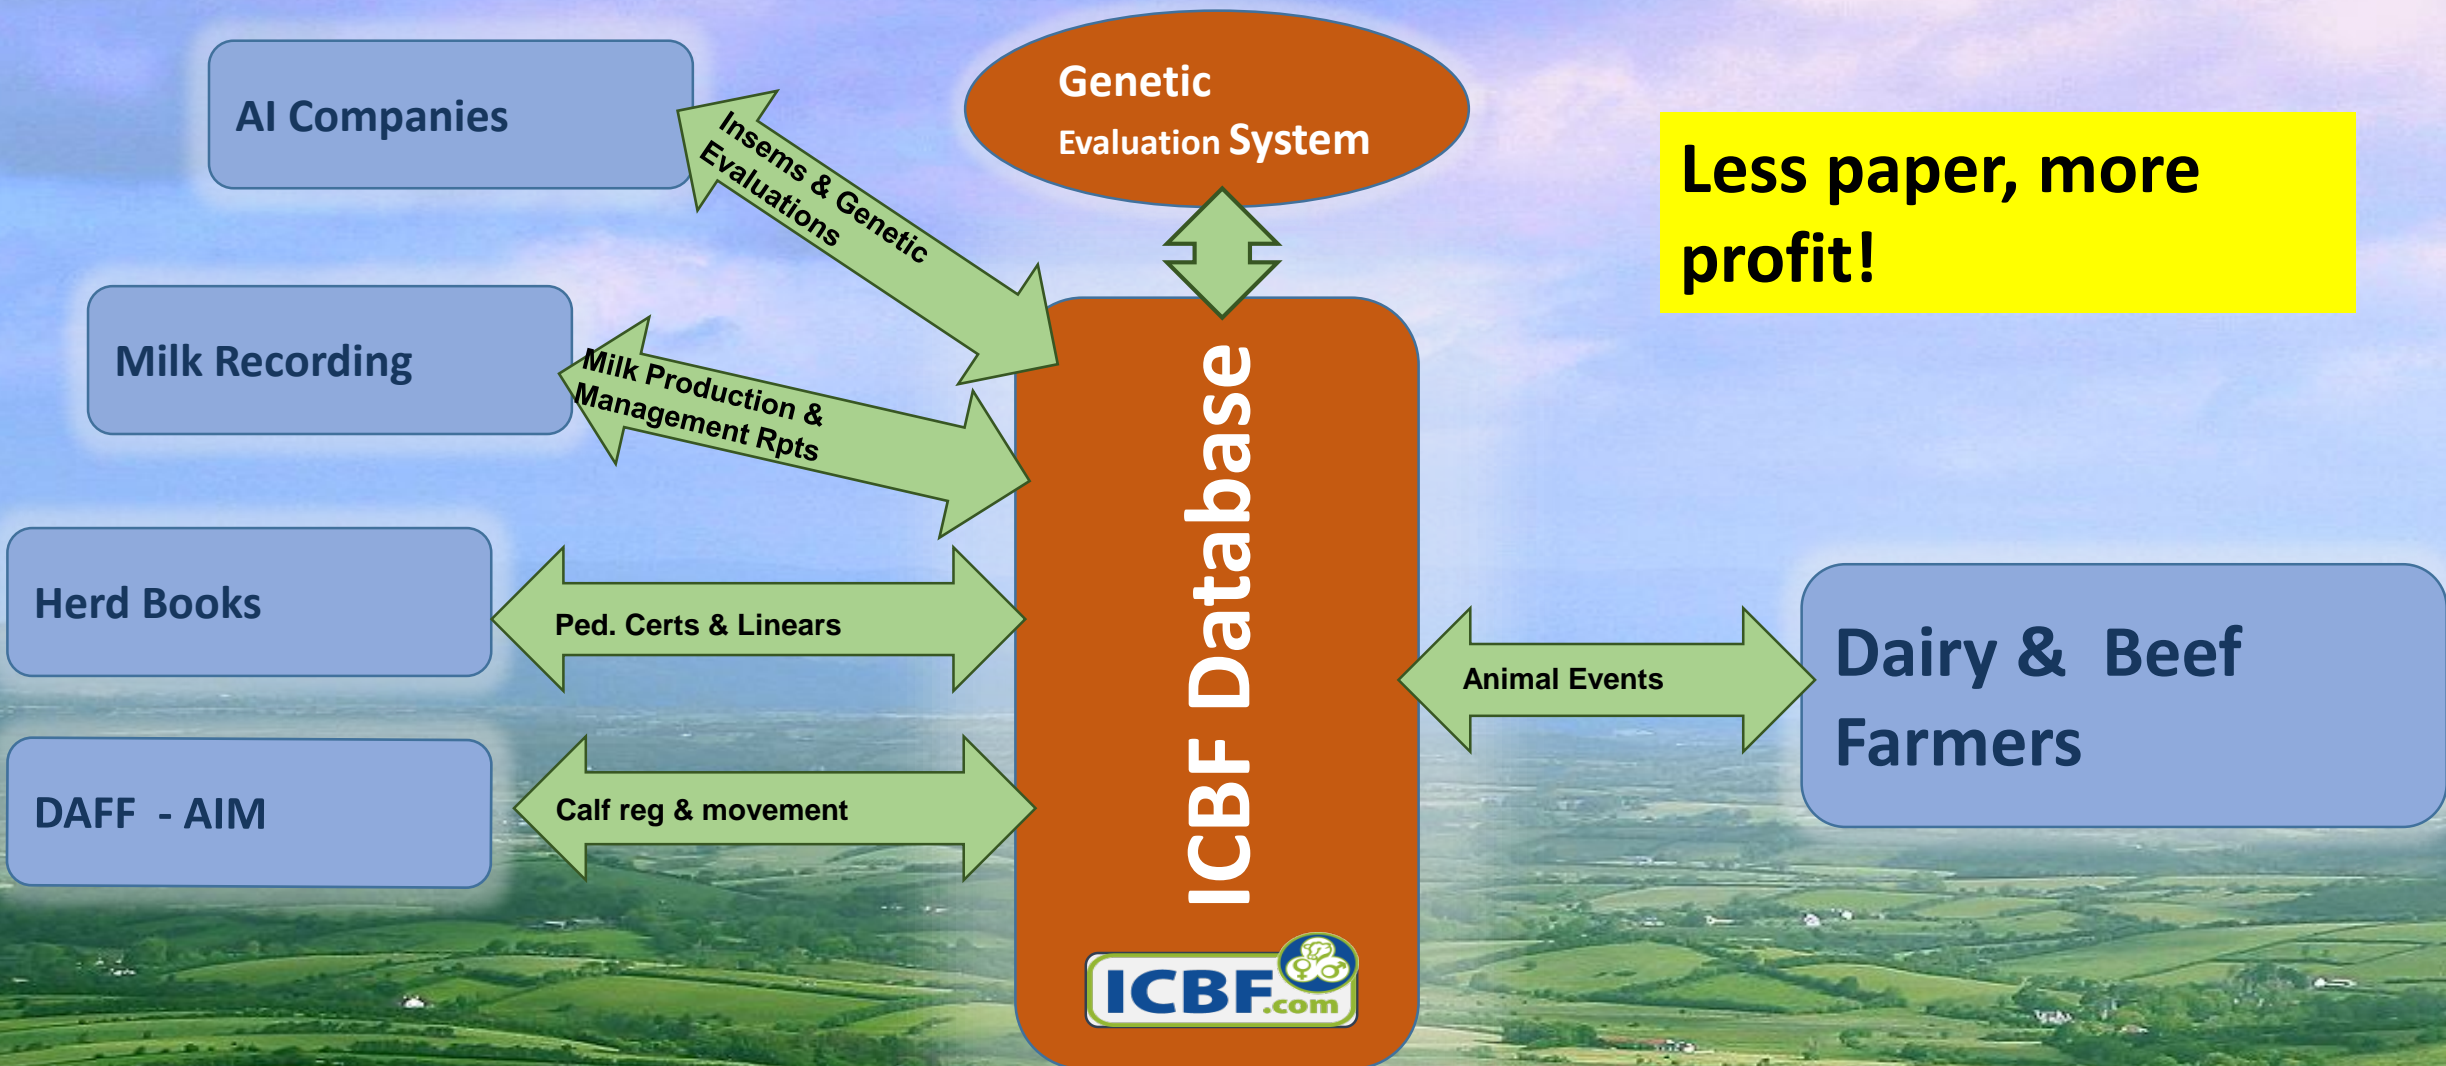 AI Companies
Insems & Genetic
Evaluations
Genetic
Evaluation System
Less paper, more
profit!
Milk Recording
Milk Production &
Management Rpts
ICBF Database
Herd Books
Ped. Certs & Linears
Animal Events
Dairy &  Beef
Farmers
DAFF  - AIM
Calf reg & movement
ICBF.com